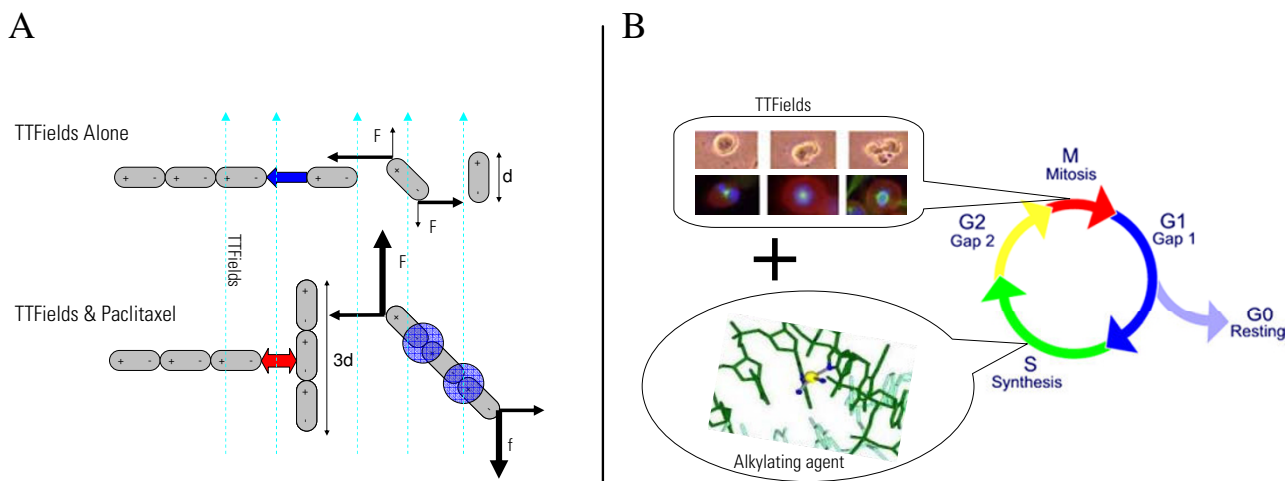 A
TTFields Alone
+ - + - + - + -
F
+
-
F
+
-
d
TTFields
TTFields & Paclitaxel
+ - + - + -
+
-
+
-
+
-
3d
F
+
-
+
-
+
-
f
B
TTFields
+
M
Mitosis
G1
Gap 1
G2
Gap 2
G0
Resting
S
Synthesis
Alkylating agent